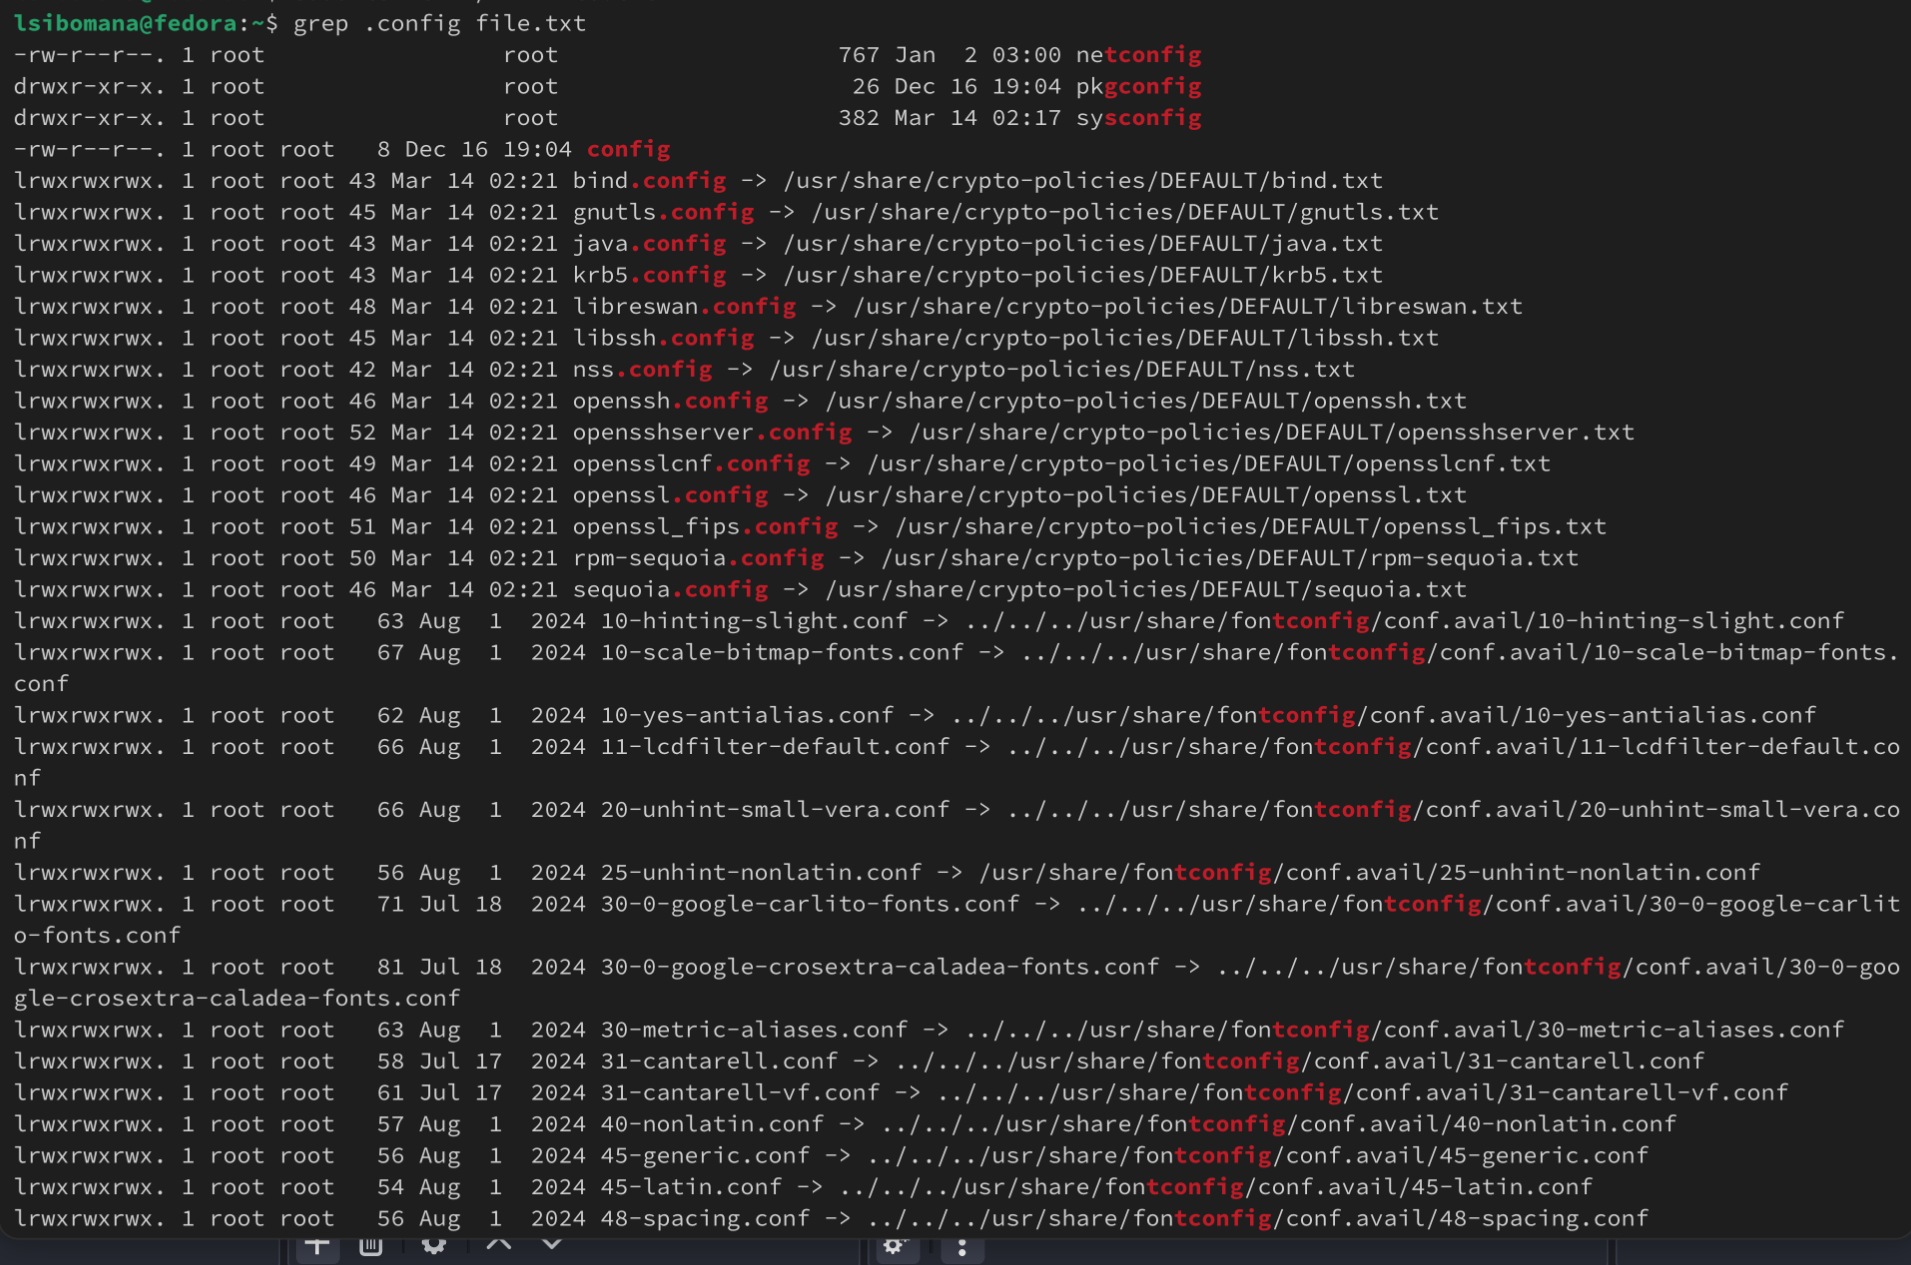 lsibomana@fedora:~$ grep .config file.txt
-rw-r--r--. 1 root                 root                    767 Jan  2 03:00 netconfig
drwxr-xr-x. 1 root                 root                     26 Dec 16 19:04 pkgconfig
drwxr-xr-x. 1 root                 root                    382 Mar 14 02:17 sysconfig
-rw-r--r--. 1 root root   8 Dec 16 19:04 config
lrwxrwxrwx. 1 root root 43 Mar 14 02:21 bind.config -> /usr/share/crypto-policies/DEFAULT/bind.txt
lrwxrwxrwx. 1 root root 45 Mar 14 02:21 gnutls.config -> /usr/share/crypto-policies/DEFAULT/gnutls.txt
lrwxrwxrwx. 1 root root 43 Mar 14 02:21 java.config -> /usr/share/crypto-policies/DEFAULT/java.txt
lrwxrwxrwx. 1 root root 43 Mar 14 02:21 krb5.config -> /usr/share/crypto-policies/DEFAULT/krb5.txt
lrwxrwxrwx. 1 root root 48 Mar 14 02:21 libreswan.config -> /usr/share/crypto-policies/DEFAULT/libreswan.txt
lrwxrwxrwx. 1 root root 45 Mar 14 02:21 libssh.config -> /usr/share/crypto-policies/DEFAULT/libssh.txt
lrwxrwxrwx. 1 root root 42 Mar 14 02:21 nss.config -> /usr/share/crypto-policies/DEFAULT/nss.txt
lrwxrwxrwx. 1 root root 46 Mar 14 02:21 openssh.config -> /usr/share/crypto-policies/DEFAULT/openssh.txt
lrwxrwxrwx. 1 root root 52 Mar 14 02:21 opensshserver.config -> /usr/share/crypto-policies/DEFAULT/opensshserver.txt
lrwxrwxrwx. 1 root root 49 Mar 14 02:21 opensslcnf.config -> /usr/share/crypto-policies/DEFAULT/opensslcnf.txt
lrwxrwxrwx. 1 root root 46 Mar 14 02:21 openssl.config -> /usr/share/crypto-policies/DEFAULT/openssl.txt
lrwxrwxrwx. 1 root root 51 Mar 14 02:21 openssl_fips.config -> /usr/share/crypto-policies/DEFAULT/openssl_fips.txt
lrwxrwxrwx. 1 root root 50 Mar 14 02:21 rpm-sequoia.config -> /usr/share/crypto-policies/DEFAULT/rpm-sequoia.txt
lrwxrwxrwx. 1 root root 46 Mar 14 02:21 sequoia.config -> /usr/share/crypto-policies/DEFAULT/sequoia.txt
lrwxrwxrwx. 1 root root   63 Aug  1  2024 10-hinting-slight.conf -> ../../../usr/share/fontconfig/conf.avail/10-hinting-slight.conf
lrwxrwxrwx. 1 root root   67 Aug  1  2024 10-scale-bitmap-fonts.conf -> ../../../usr/share/fontconfig/conf.avail/10-scale-bitmap-fonts.
conf
lrwxrwxrwx. 1 root root   62 Aug  1  2024 10-yes-antialias.conf -> ../../../usr/share/fontconfig/conf.avail/10-yes-antialias.conf
lrwxrwxrwx. 1 root root   66 Aug  1  2024 11-lcdfilter-default.conf -> ../../../usr/share/fontconfig/conf.avail/11-lcdfilter-default.co
nf
lrwxrwxrwx. 1 root root   66 Aug  1  2024 20-unhint-small-vera.conf -> ../../../usr/share/fontconfig/conf.avail/20-unhint-small-vera.co
nf
lrwxrwxrwx. 1 root root   56 Aug  1  2024 25-unhint-nonlatin.conf -> /usr/share/fontconfig/conf.avail/25-unhint-nonlatin.conf
lrwxrwxrwx. 1 root root   71 Jul 18  2024 30-0-google-carlito-fonts.conf -> ../../../usr/share/fontconfig/conf.avail/30-0-google-carlit
o-fonts.conf
lrwxrwxrwx. 1 root root   81 Jul 18  2024 30-0-google-crosextra-caladea-fonts.conf -> ../../../usr/share/fontconfig/conf.avail/30-0-goo
gle-crosextra-caladea-fonts.conf
lrwxrwxrwx. 1 root root   63 Aug  1  2024 30-metric-aliases.conf -> ../../../usr/share/fontconfig/conf.avail/30-metric-aliases.conf
lrwxrwxrwx. 1 root root   58 Jul 17  2024 31-cantarell.conf -> ../../../usr/share/fontconfig/conf.avail/31-cantarell.conf
lrwxrwxrwx. 1 root root   61 Jul 17  2024 31-cantarell-vf.conf -> ../../../usr/share/fontconfig/conf.avail/31-cantarell-vf.conf
lrwxrwxrwx. 1 root root   57 Aug  1  2024 40-nonlatin.conf -> ../../../usr/share/fontconfig/conf.avail/40-nonlatin.conf
lrwxrwxrwx. 1 root root   56 Aug  1  2024 45-generic.conf -> ../../../usr/share/fontconfig/conf.avail/45-generic.conf
lrwxrwxrwx. 1 root root   54 Aug  1  2024 45-latin.conf -> ../../../usr/share/fontconfig/conf.avail/45-latin.conf
lrwxrwxrwx. 1 root root   56 Aug  1  2024 48-spacing.conf -> ../../../usr/share/fontconfig/conf.avail/48-spacing.conf